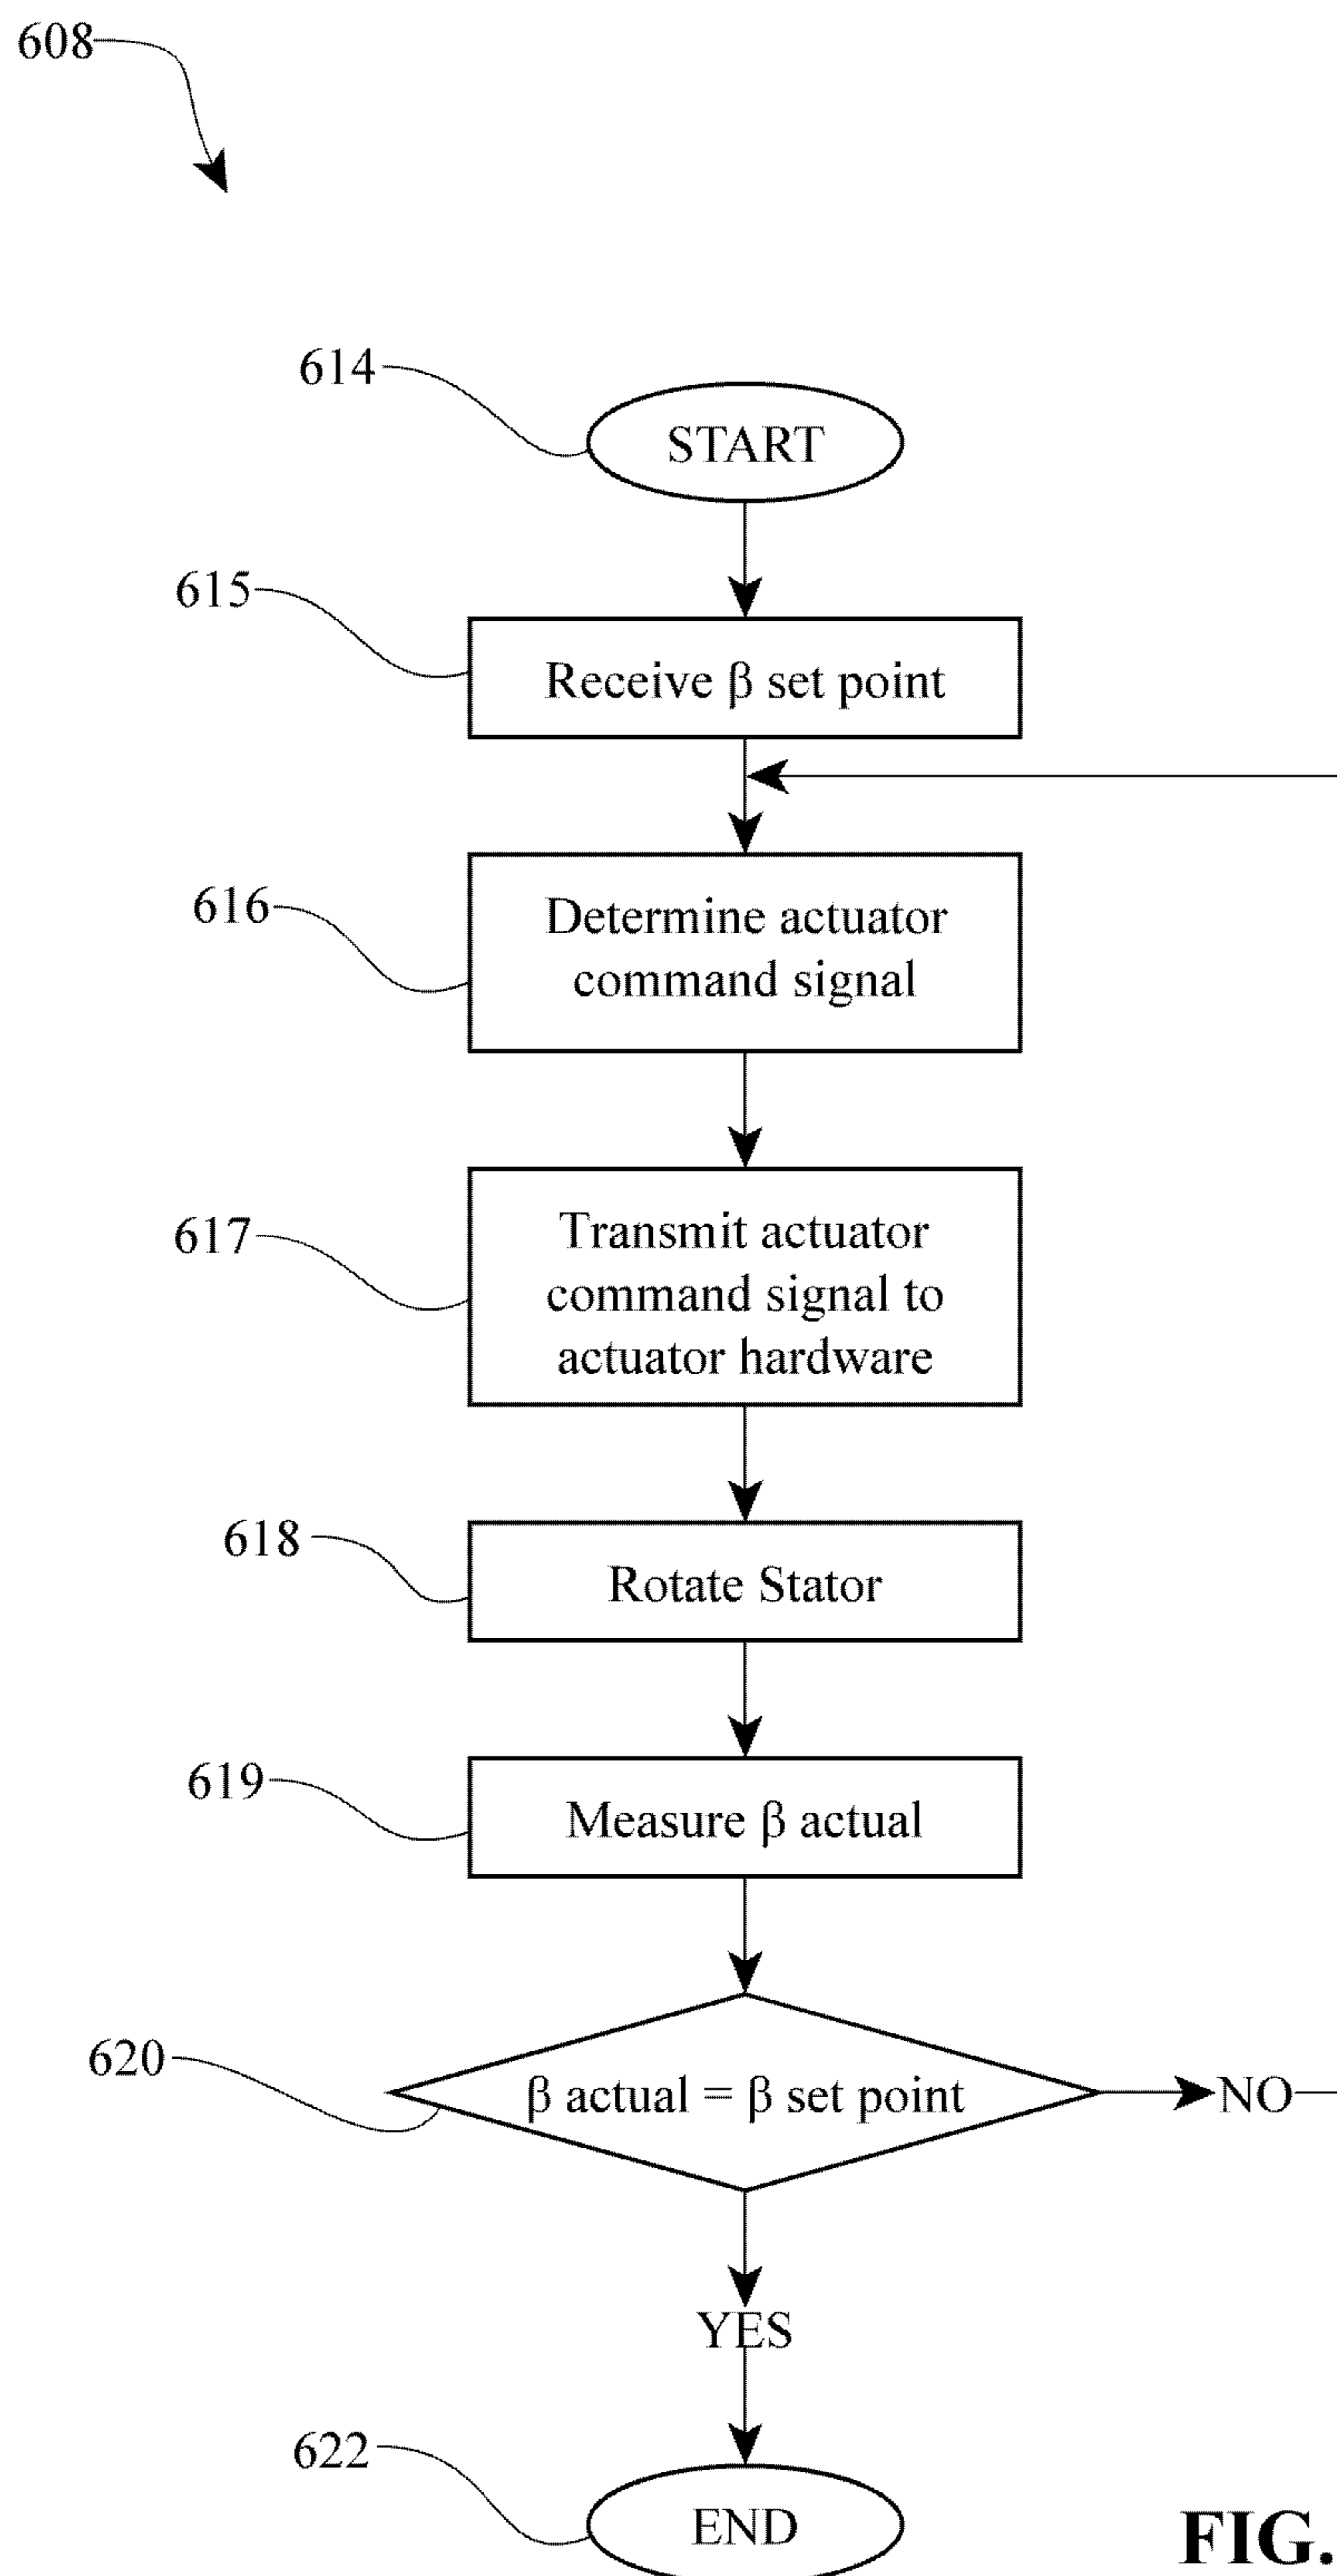 608
614
START
615
Receive β set point
616
Determine actuator
command signal
617
Transmit actuator
command signal to
actuator hardware
618
Rotate Stator
619
Measure β actual
620
β actual = β set point
NO
YES
622
END
FIG.